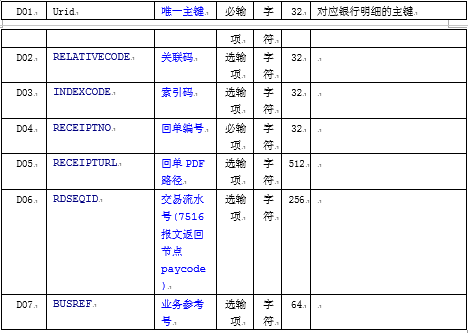 D01 Urid 唯一主键 必输 字 32 对应银行明细的主键
项 符
D02 RELATIVECODE 关联码 选输 字 32
项 符
D03 INDEXCODE 索引码 选输 字 32
项 符
D04 RECEIPTNO 回单编号 必输 字 32
项 符
D05 RECEIPTURL 回单 PDF 选输 字 512
路径 项 符
D06 RDSEQID 交易流水 选输 字 256
号(7516 项 符
报文返回
节点
paycode
)
D07 BUSREF 业务参考 选输 字 64
号 项 符